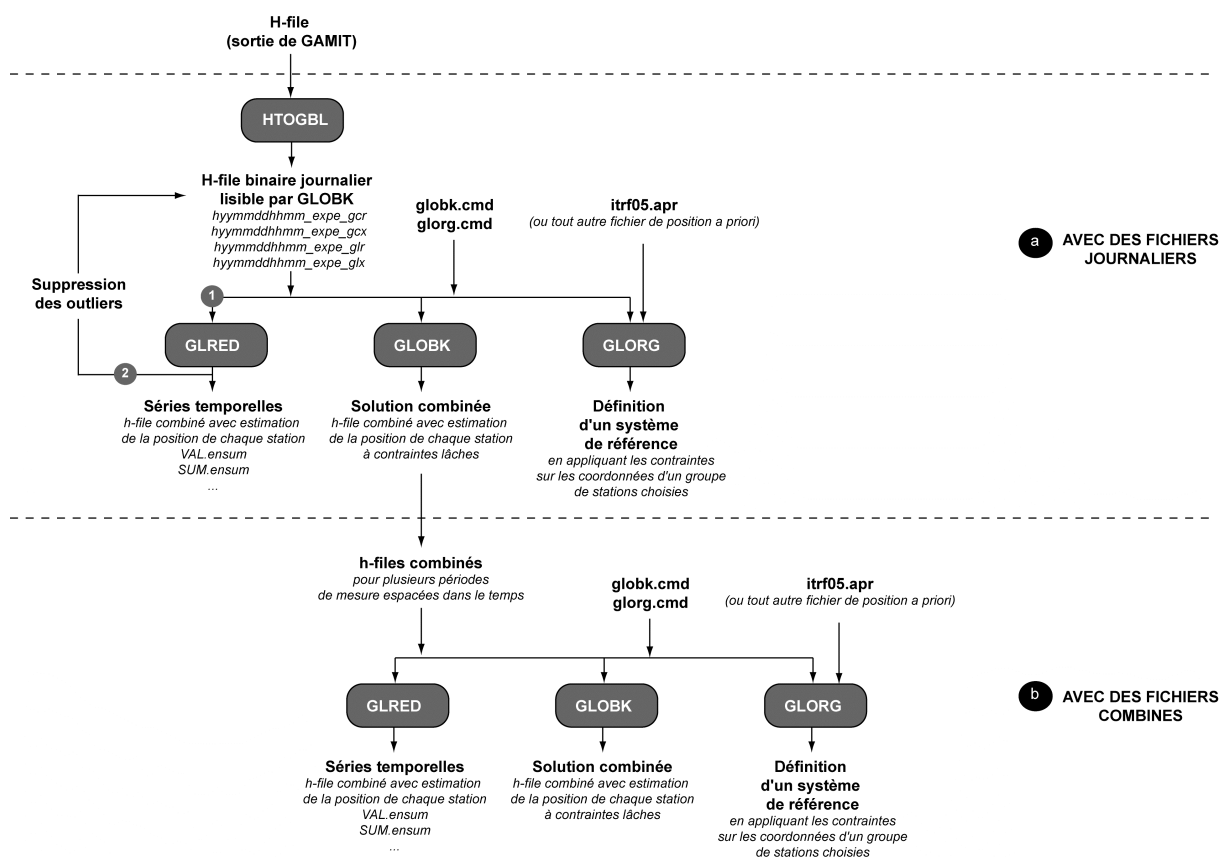 H-file
(sortie de GAMIT)
HTOGBL
H-file binaire journalier
lisible par GLOBK
hyymmddhhmm_expe_gcr
hyymmddhhmm_expe_gcx
hyymmddhhmm_expe_glr
hyymmddhhmm_expe_glx
globk.cmd
glorg.cmd
itrf05.apr
(ou tout autre fichier de position a priori)
a
AVEC DES FICHIERS
JOURNALIERS
Suppression
des outliers
1
GLRED
GLOBK
GLORG
2
Séries temporelles
h-file combiné avec estimation
de la position de chaque station
VAL.ensum
SUM.ensum
...
Solution combinée
h-file combiné avec estimation
de la position de chaque station
à contraintes lâches
Définition
d'un système
de référence
en appliquant les contraintes
sur les coordonnées d'un groupe
de stations choisies
h-files combinés
pour plusieurs périodes
de mesure espacées dans le temps
globk.cmd
glorg.cmd
itrf05.apr
(ou tout autre fichier de position a priori)
GLRED
GLOBK
GLORG
b
AVEC DES FICHIERS
COMBINES
Séries temporelles
h-file combiné avec estimation
de la position de chaque station
VAL.ensum
SUM.ensum
...
Solution combinée
h-file combiné avec estimation
de la position de chaque station
à contraintes lâches
Définition
d'un système
de référence
en appliquant les contraintes
sur les coordonnées d'un groupe
de stations choisies